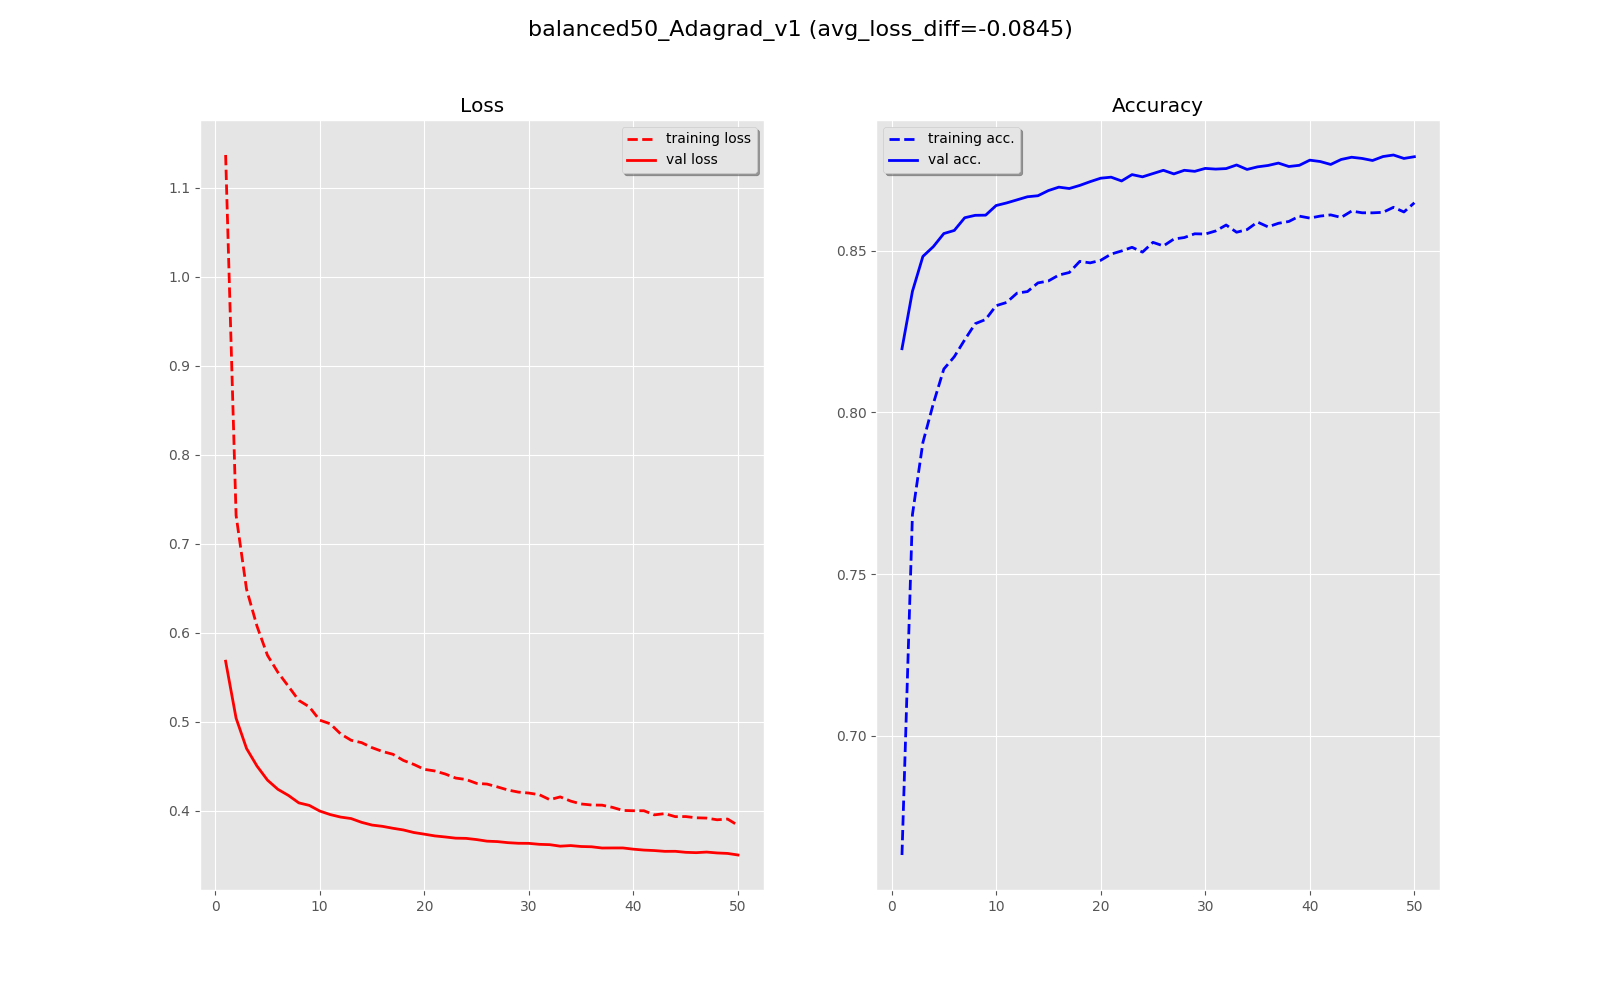 balanced50_Adagrad_v1 (avg_loss_diff=-0.0845)
Loss
training loss
val loss
1.1
1.0
0.9
0.8
0.7
0.6
0.5
0.4
0 10 20 30 40 50
Accuracy
training acc.
val acc.
0.85
0.80
0.75
0.70
0 10 20 30 40 50